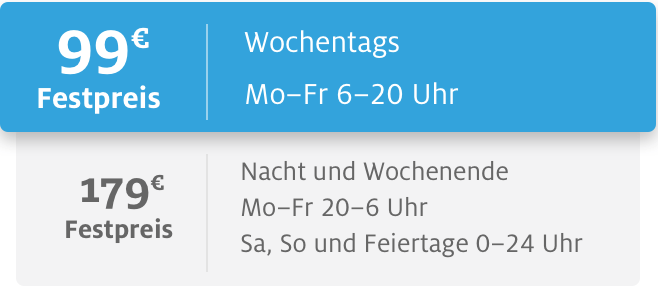 99€
Festpreis
Wochentags
Mo–Fr 6–20 Uhr
179€
Festpreis
Nacht und Wochenende
Mo–Fr 20–6 Uhr
Sa, So und Feiertage 0–24 Uhr